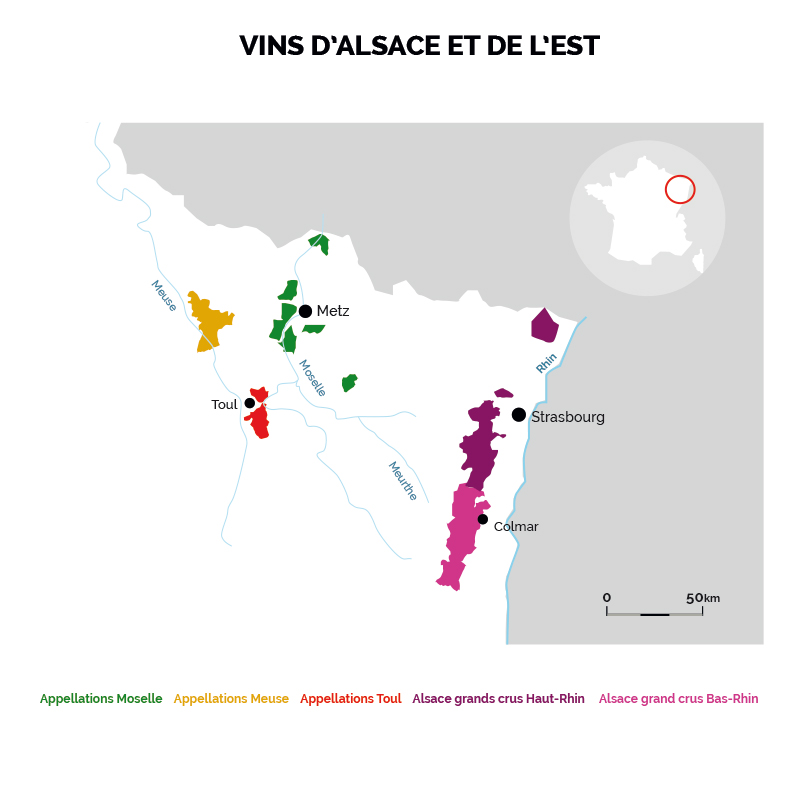 VINS D'ALSACE ET DE L'EST
Meuse
Metz
Moselle
Rhin
Toul
Strasbourg
Meurthe
Colmar
0 50km
Appellations Moselle Appellations Meuse Appellations Toul Alsace grands crus Haut-Rhin Alsace grand crus Bas-Rhin